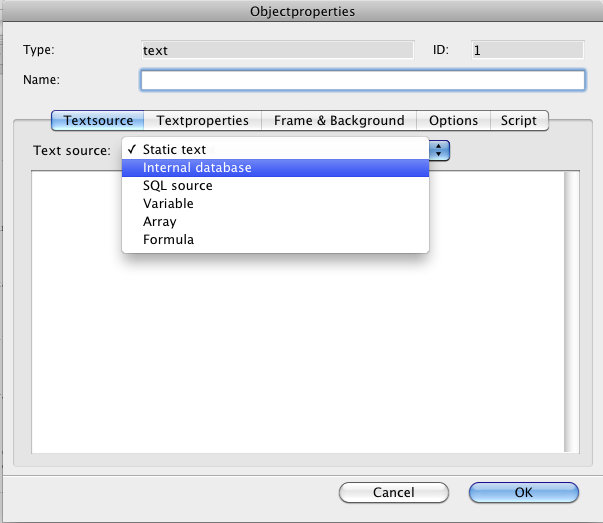 Objectproperties
Type: text ID: 1
Name:
Textsource Textproperties Frame & Background Options Script
Text source: ✓ Static text
Internal database
SQL source
Variable
Array
Formula
Cancel OK